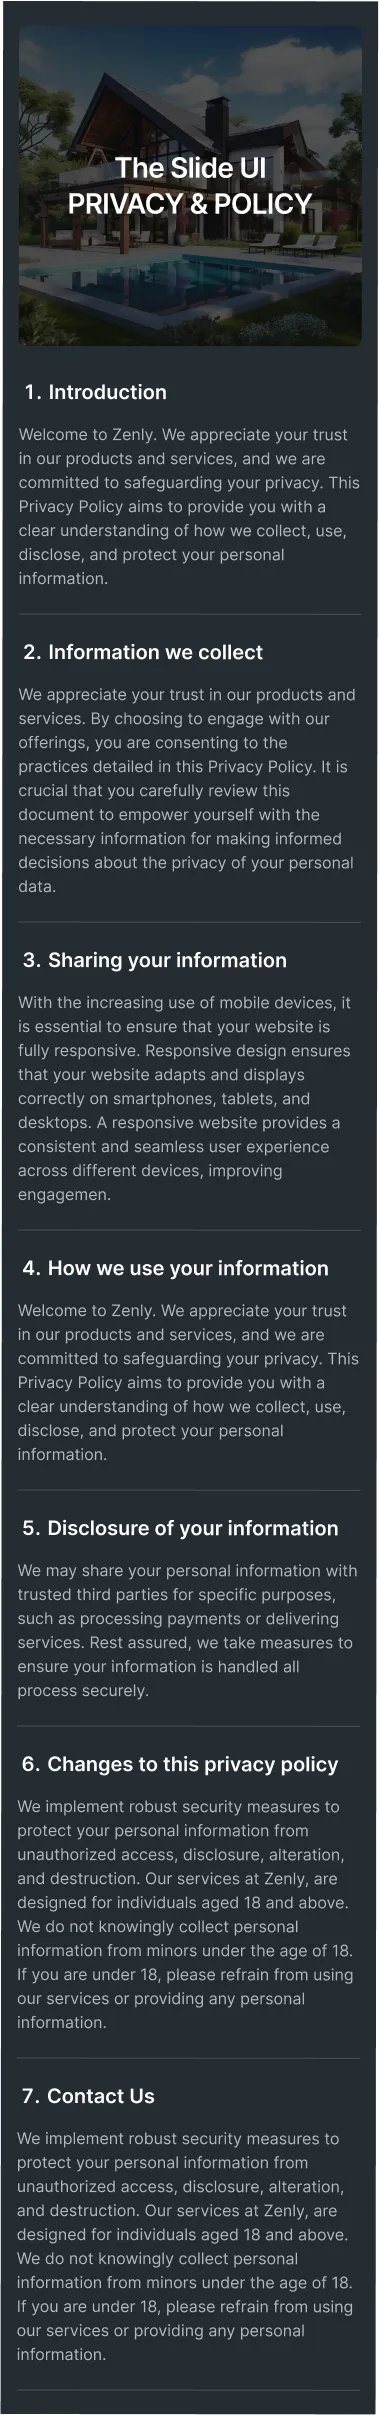 The Slide UI
PRIVACY & POLICY
1. Introduction
Welcome to Zenly. We appreciate your trust
in our products and services, and we are
committed to safeguarding your privacy. This
Privacy Policy aims to provide you with a
clear understanding of how we collect, use,
disclose, and protect your personal
information.
2. Information we collect
We appreciate your trust in our products and
services. By choosing to engage with our
offerings, you are consenting to the
practices detailed in this Privacy Policy. It is
crucial that you carefully review this
document to empower yourself with the
necessary information for making informed
decisions about the privacy of your personal
data.
3. Sharing your information
With the increasing use of mobile devices, it
is essential to ensure that your website is
fully responsive. Responsive design ensures
that your website adapts and displays
correctly on smartphones, tablets, and
desktops. A responsive website provides a
consistent and seamless user experience
across different devices, improving
engagemen.
4. How we use your information
Welcome to Zenly. We appreciate your trust
in our products and services, and we are
committed to safeguarding your privacy. This
Privacy Policy aims to provide you with a
clear understanding of how we collect, use,
disclose, and protect your personal
information.
5. Disclosure of your information
We may share your personal information with
trusted third parties for specific purposes,
such as processing payments or delivering
services. Rest assured, we take measures to
ensure your information is handled all
process securely.
6. Changes to this privacy policy
We implement robust security measures to
protect your personal information from
unauthorized access, disclosure, alteration,
and destruction. Our services at Zenly, are
designed for individuals aged 18 and above.
We do not knowingly collect personal
information from minors under the age of 18.
If you are under 18, please refrain from using
our services or providing any personal
information.
7. Contact Us
We implement robust security measures to
protect your personal information from
unauthorized access, disclosure, alteration,
and destruction. Our services at Zenly, are
designed for individuals aged 18 and above.
We do not knowingly collect personal
information from minors under the age of 18.
If you are under 18, please refrain from using
our services or providing any personal
information.